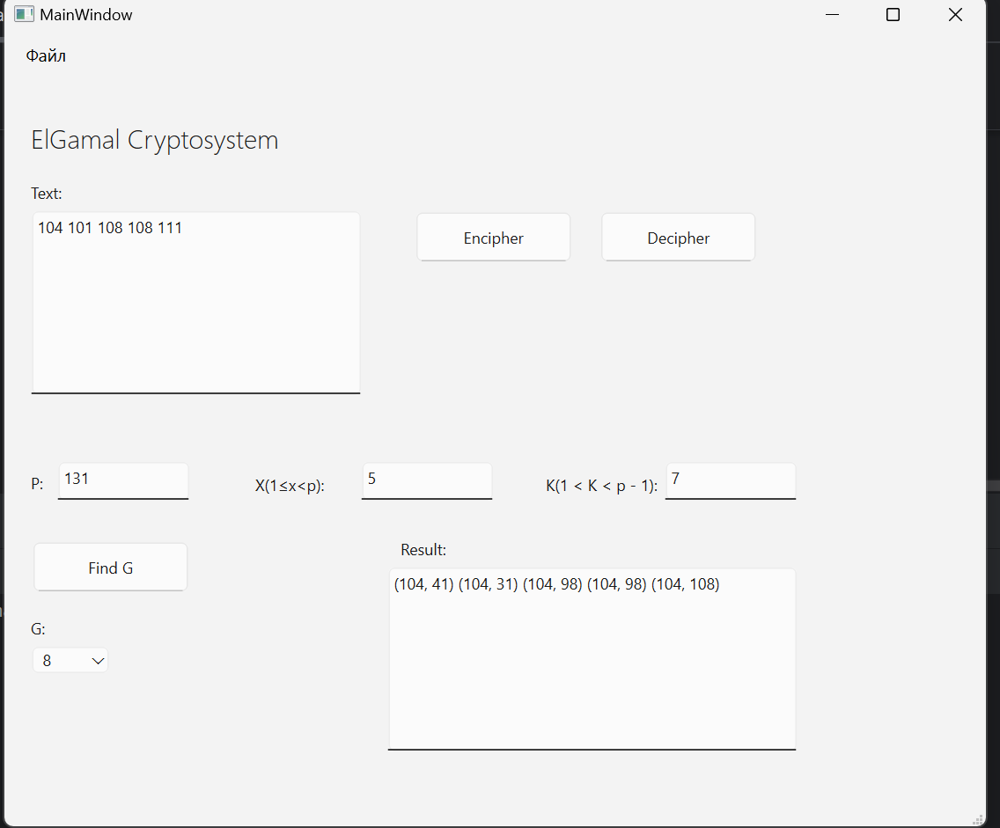 MainWindow
Файл
ElGamal Cryptosystem
Text:
104 101 108 108 111
Encipher
Decipher
P:
131
X(1≤x<p):
5
K(1 < K < p - 1):
7
Find G
Result:
(104, 41) (104, 31) (104, 98) (104, 98) (104, 108)
G:
8